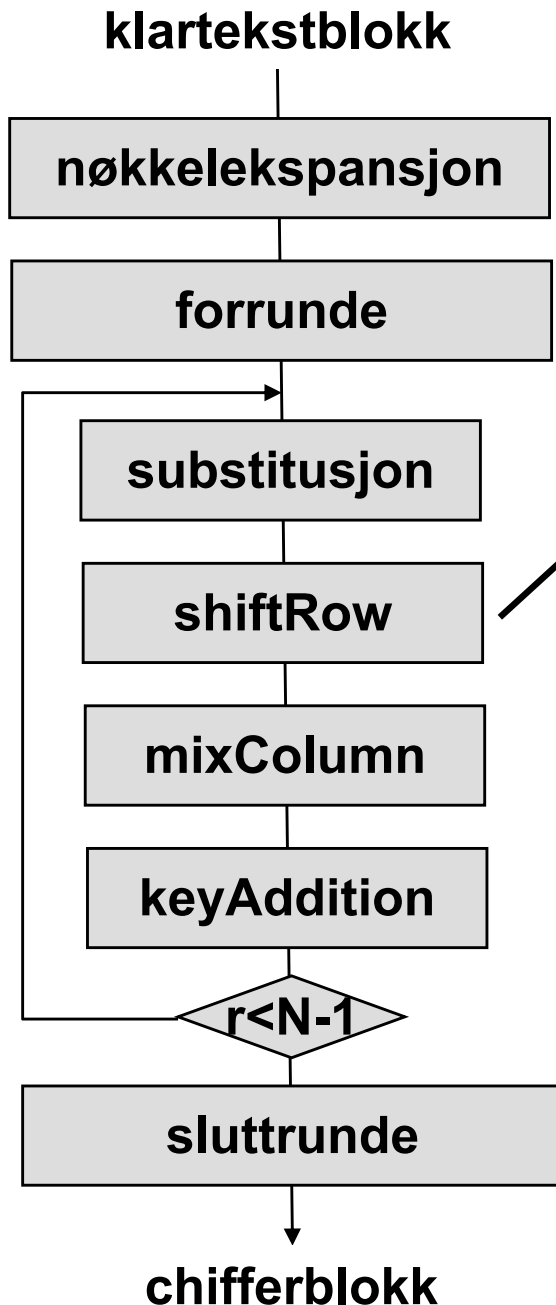 klartekstblokk
nøkkelekspansjon
forrunde
substitusjon
shiftRow
mixColumn
keyAddition
r<N-1
sluttrunde
chifferblokk